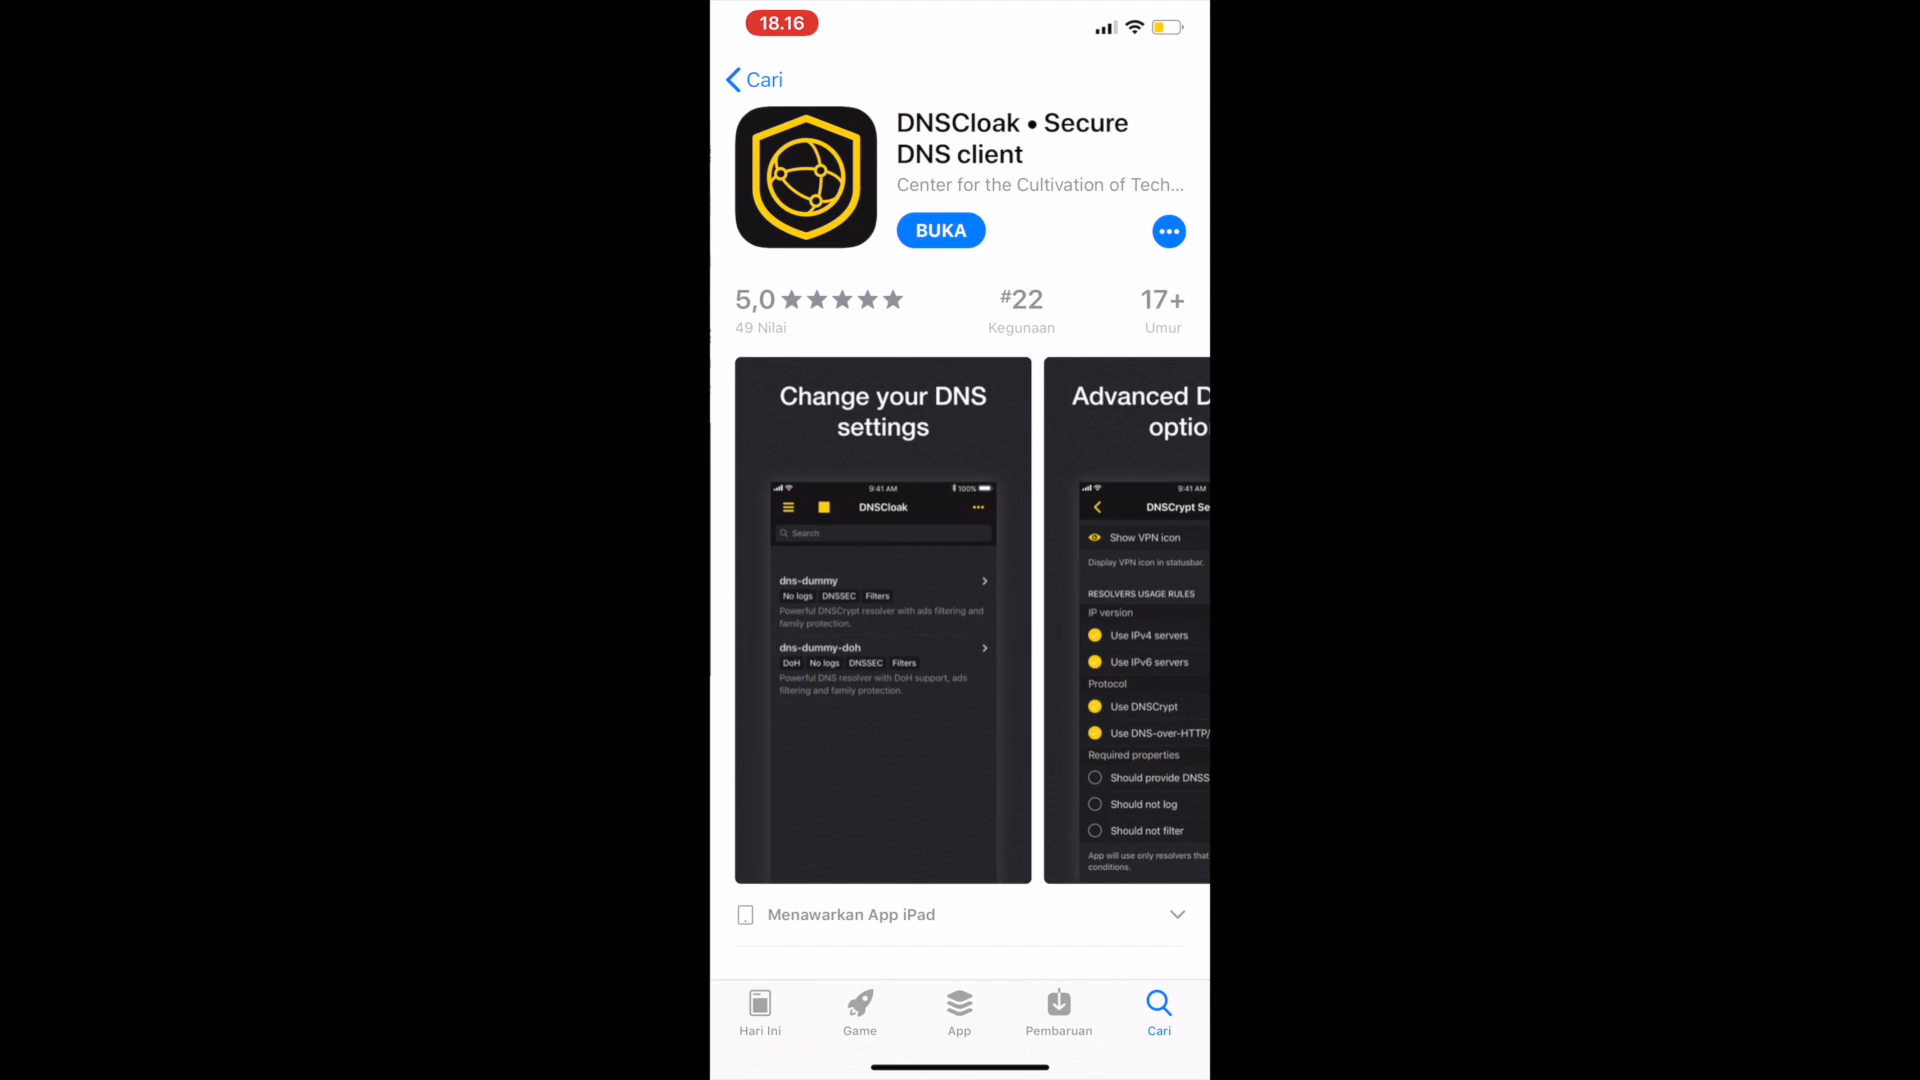 18.16
Cari
DNSCloak • Secure
DNS client
Center for the Cultivation of Tech...
BUKA
5,0
49 Nilai
#22
Kegunaan
17+
Umur
Change your DNS
settings
9:41 AM
100%
DNSCloak
Search
dns-dummy
No logs DNSSEC Filters
Powerful DNSCrypt resolver with ads filtering and
family protection.
dns-dummy-doh
DoH No logs DNSSEC Filters
Powerful DNS resolver with DoH support, ads
filtering and family protection.
Advanced D
optio
9:41 AM
DNSCrypt Se
Show VPN icon
Display VPN icon in statusbar.
RESOLVERS USAGE RULES
IP version
Use IPv4 servers
Use IPv6 servers
Protocol
Use DNSCrypt
Use DNS-over-HTTP/
Required properties
Should provide DNSS
Should not log
Should not filter
App will use only resolvers that
conditions.
Menawarkan App iPad
Hari Ini
Game
App
Pembaruan
Cari